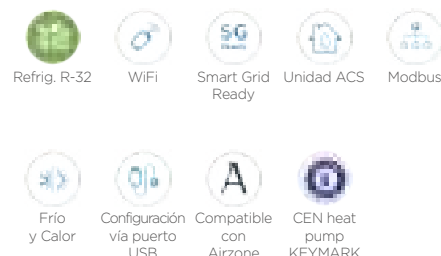 SG
Refrig. R-32
WiFi
Smart Grid
Ready
Unidad ACS
Modbus
Frío
y Calor
Configuración
vía puerto
USB
Compatible
con
Airzone
CEN heat
pump
KEYMARK